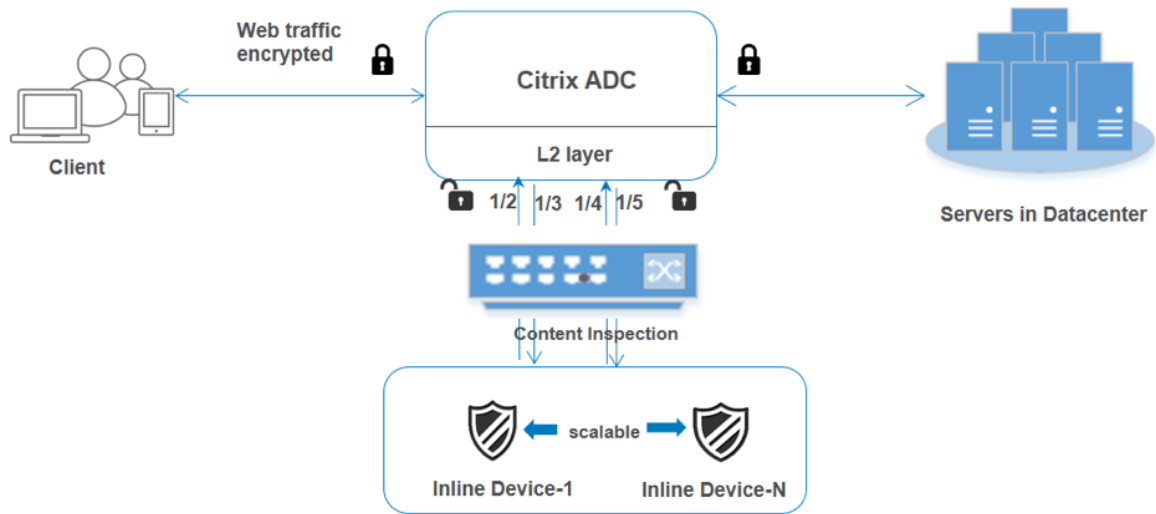 Web traffic
encrypted
Citrix ADC
L2 layer
Client
1/2 1/3 1/4 1/5
Servers in Datacenter
Content Inspection
scalable
Inline Device-1
Inline Device-N